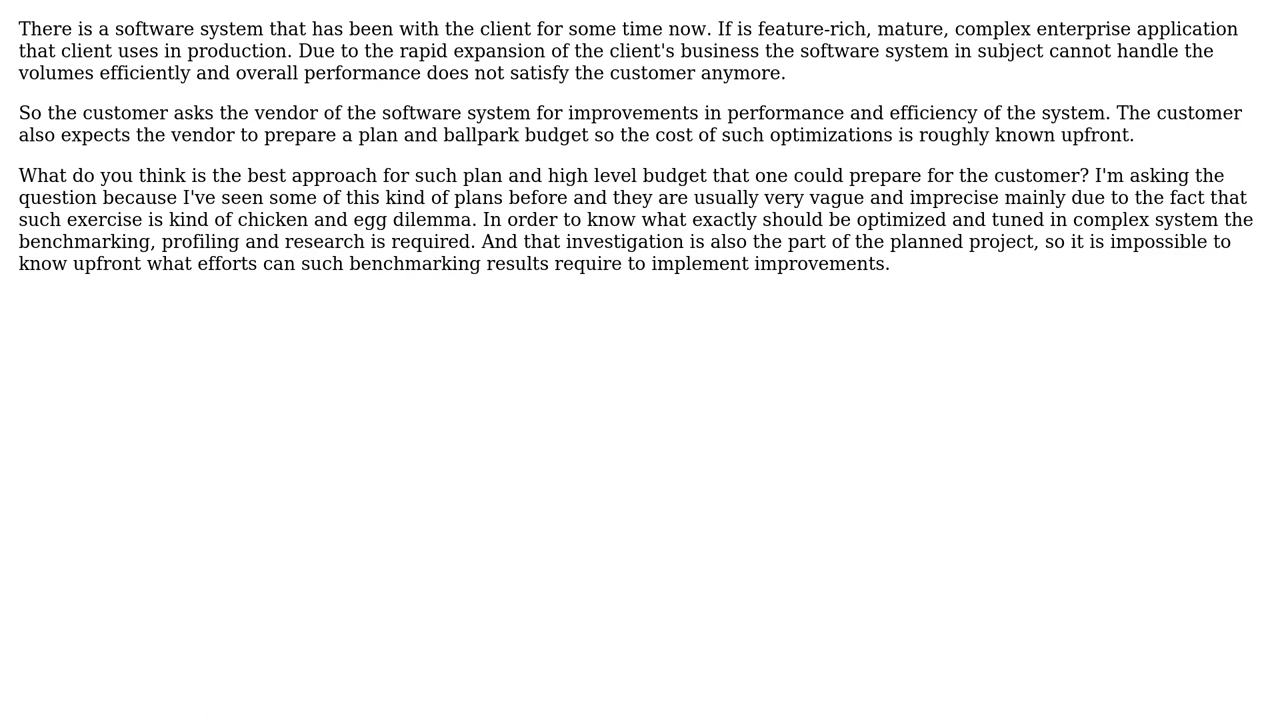 There is a software system that has been with the client for some time now. If is feature-rich, mature, complex enterprise application
that client uses in production. Due to the rapid expansion of the client's business the software system in subject cannot handle the
volumes efficiently and overall performance does not satisfy the customer anymore.
So the customer asks the vendor of the software system for improvements in performance and efficiency of the system. The customer
also expects the vendor to prepare a plan and ballpark budget so the cost of such optimizations is roughly known upfront.
What do you think is the best approach for such plan and high level budget that one could prepare for the customer? I'm asking the
question because I've seen some of this kind of plans before and they are usually very vague and imprecise mainly due to the fact that
such exercise is kind of chicken and egg dilemma. In order to know what exactly should be optimized and tuned in complex system the
benchmarking, profiling and research is required. And that investigation is also the part of the planned project, so it is impossible to
know upfront what efforts can such benchmarking results require to implement improvements.